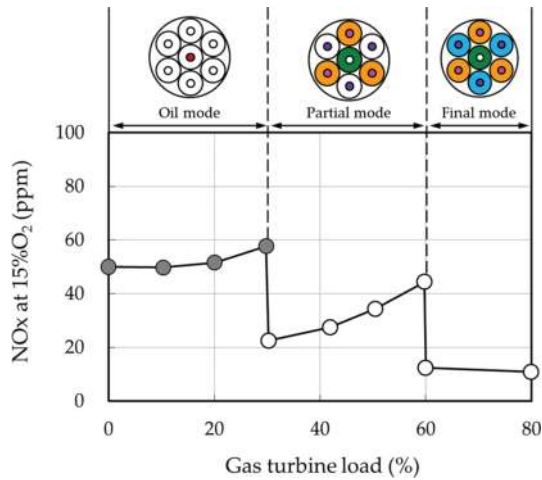 Oil mode
Partial mode
Final mode
100
80
60
40
20
0
NOx at 15%O₂ (ppm)
0 20 40 60 80
Gas turbine load (%)